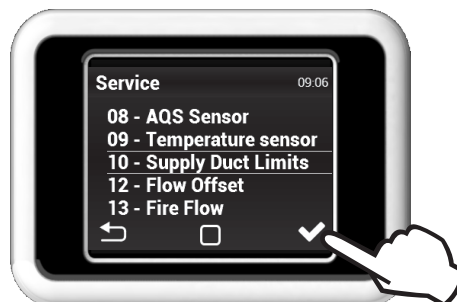 Service 09:06
08 - AQS Sensor
09 - Temperature sensor
10 - Supply Duct Limits
12 - Flow Offset
13 - Fire Flow